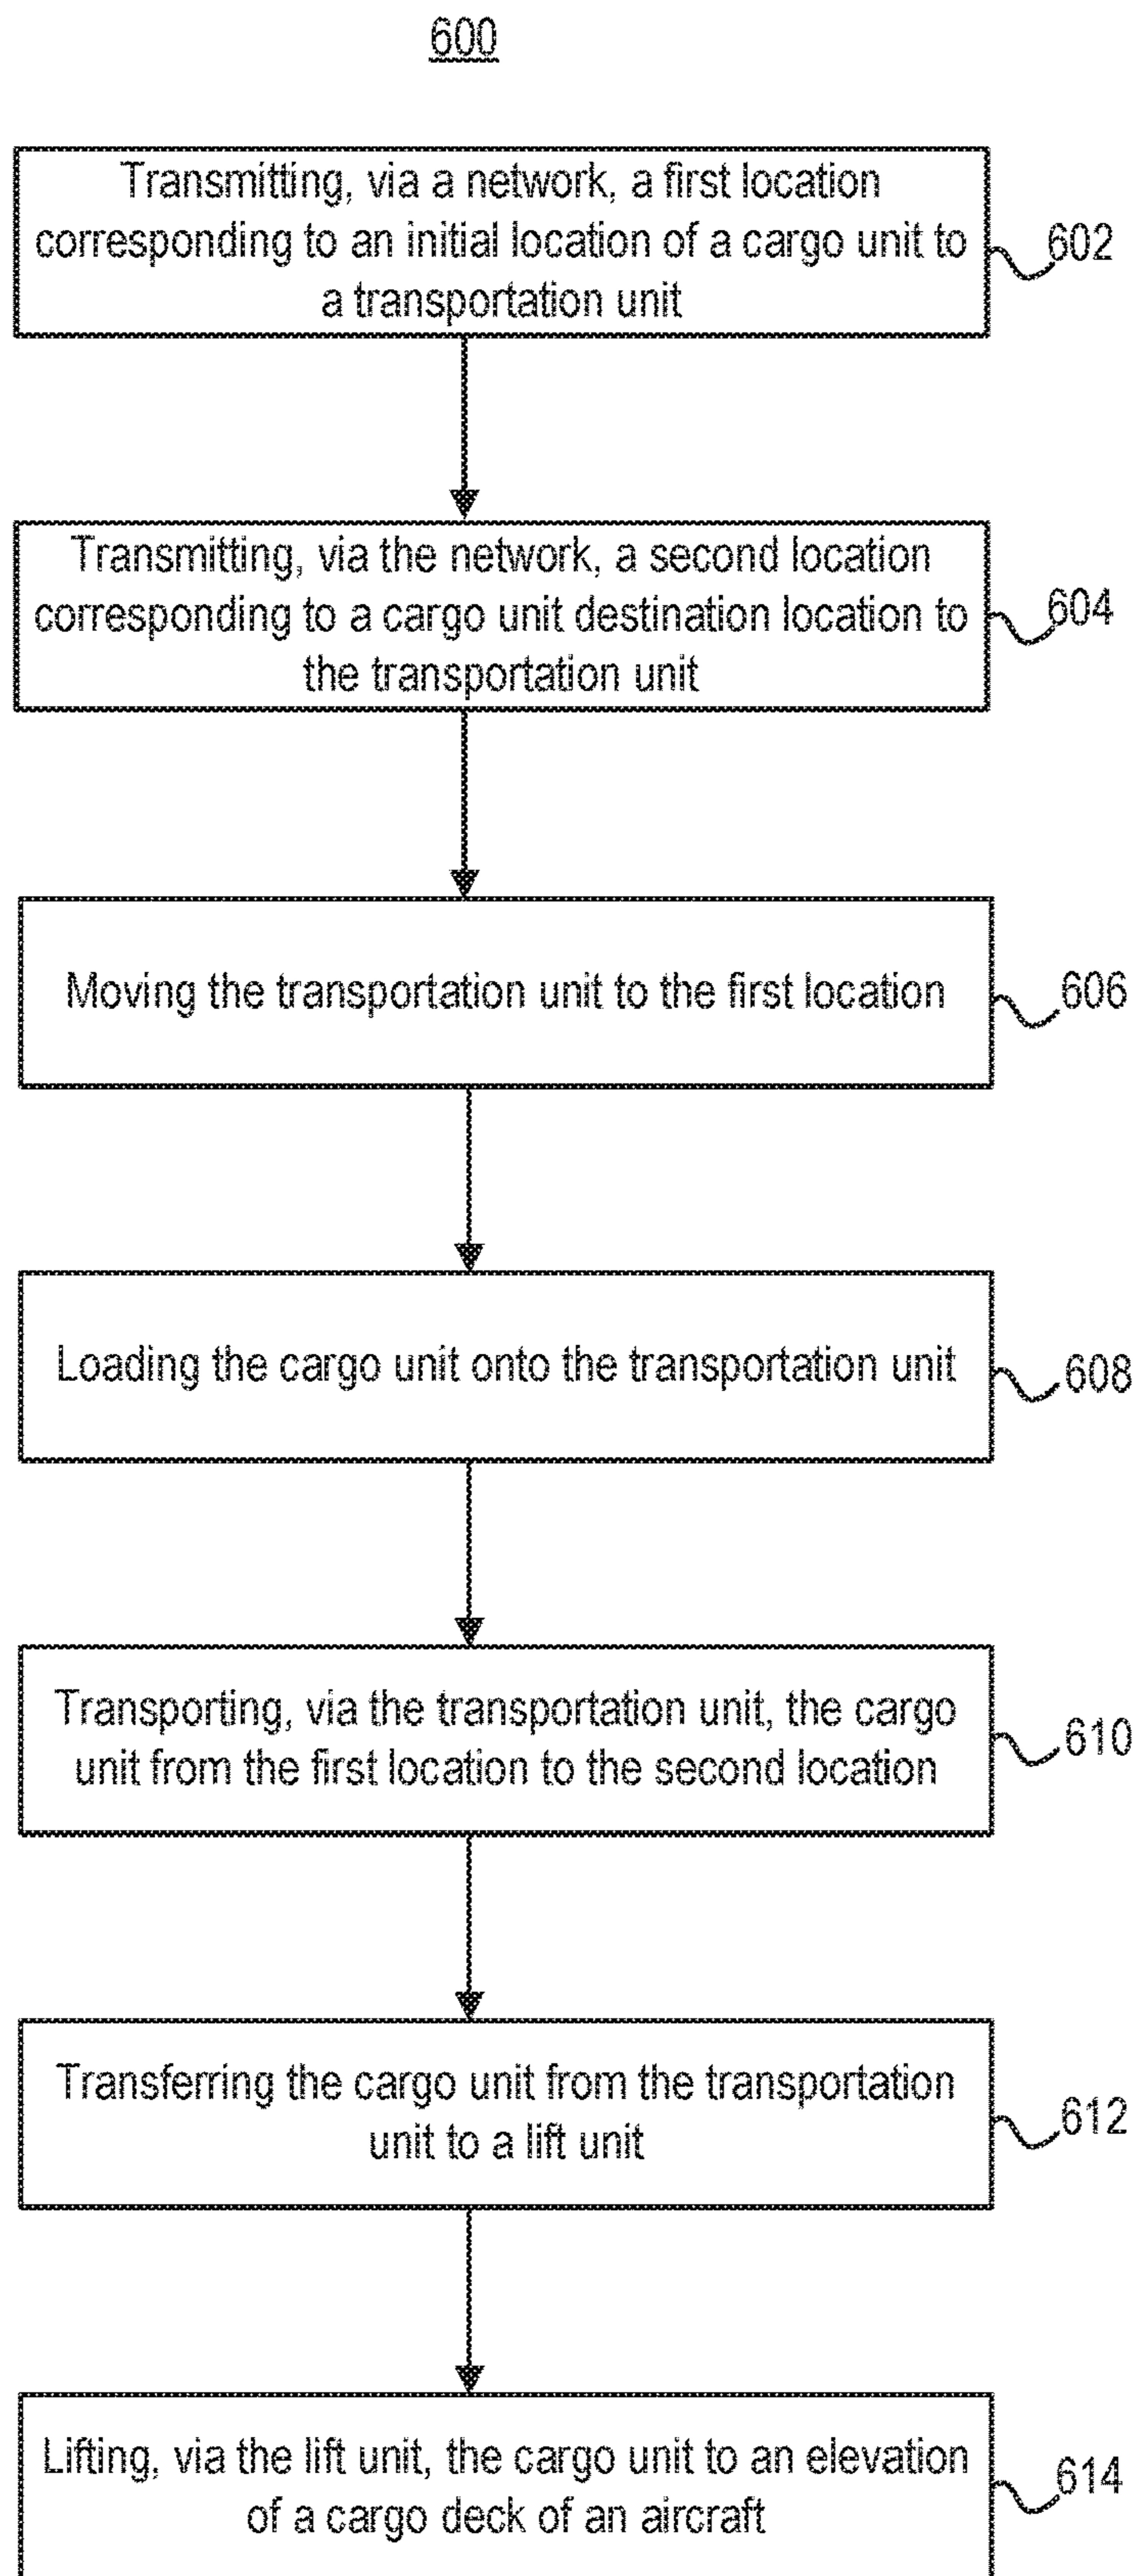 600
Transmitting, via a network, a first location
corresponding to an initial location of a cargo unit to
a transportation unit
602
Transmitting, via the network, a second location
corresponding to a cargo unit destination location to
the transportation unit
604
Moving the transportation unit to the first location
606
Loading the cargo unit onto the transportation unit
608
Transporting, via the transportation unit, the cargo
unit from the first location to the second location
610
Transferring the cargo unit from the transportation
unit to a lift unit
612
Lifting, via the lift unit, the cargo unit to an elevation
of a cargo deck of an aircraft
614